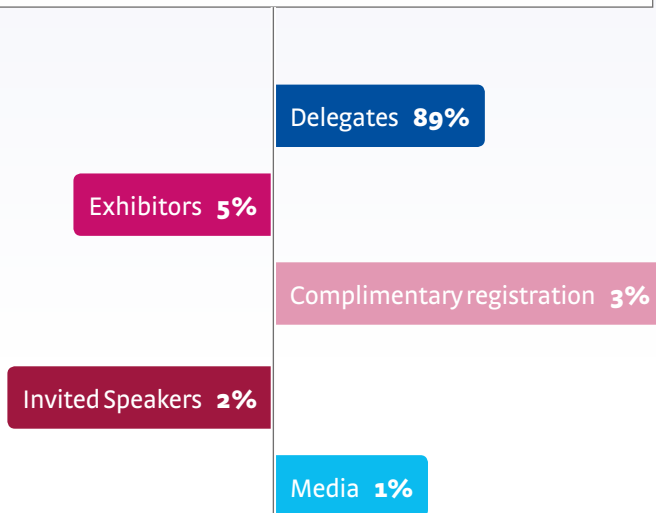 Delegates 89%
Exhibitors 5%
Complimentary registration 3%
Invited Speakers 2%
Media 1%